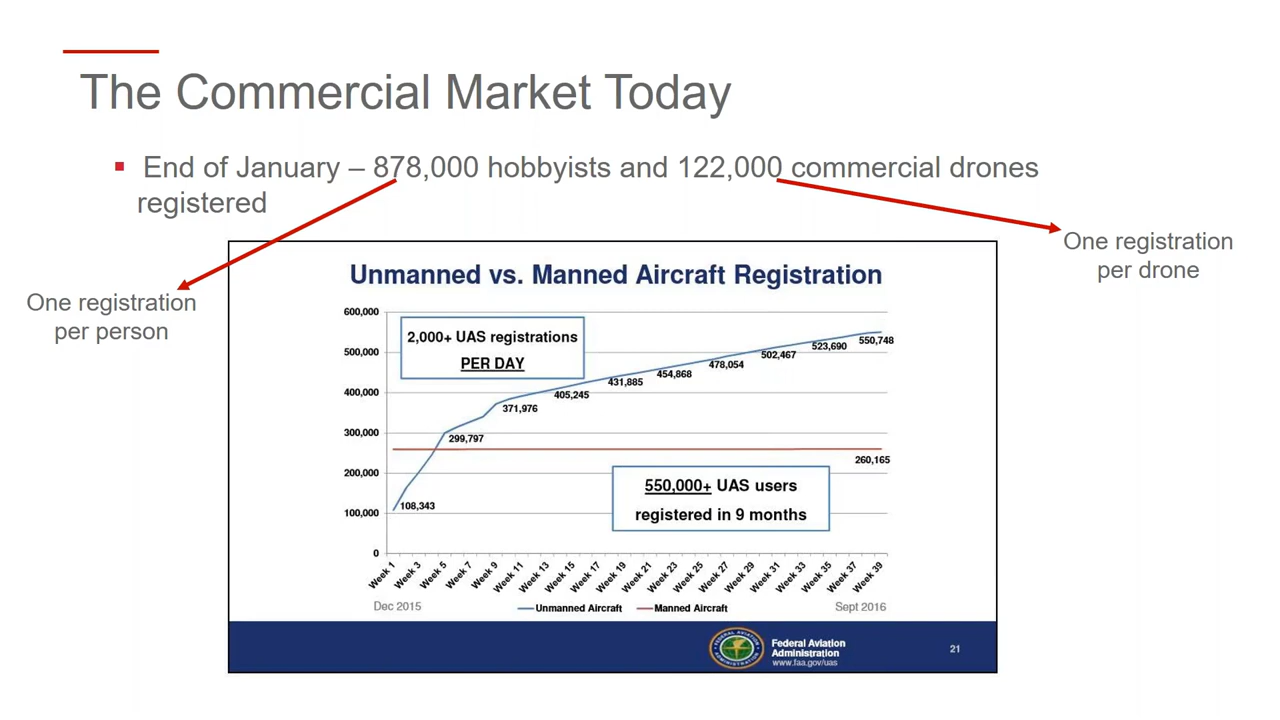 The Commercial Market Today
▪ End of January – 878,000 hobbyists and 122,000 commercial drones
registered
One registration
per drone
One registration
per person
Unmanned vs. Manned Aircraft Registration
600,000
500,000
400,000
300,000
200,000
100,000
0
2,000+ UAS registrations
PER DAY
108,343
299,797
371,976
405,245
431,885
454,868
478,054
502,467
523,690
550,748
260,165
550,000+ UAS users
registered in 9 months
Week 1
Week 3
Week 5
Week 7
Week 9
Week 11
Week 13
Week 15
Week 17
Week 19
Week 21
Week 23
Week 25
Week 27
Week 29
Week 31
Week 33
Week 35
Week 37
Week 39
Dec 2015
Unmanned Aircraft
Manned Aircraft
Sept 2016
Federal Aviation
Administration
www.faa.gov/uas
21